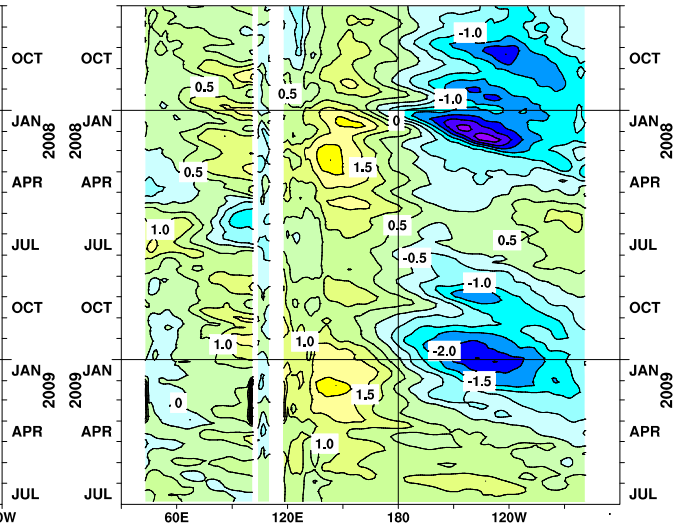 OCT OCT -1.0 OCT
0.5 0.5 -1.0
JAN JAN 0 JAN
2008 2008 2008
0.5 1.5
APR APR APR
1.0 0.5 0.5
JUL JUL JUL
-0.5
-1.0
OCT OCT OCT
1.0 1.0 -2.0
JAN JAN JAN
2009 2009 2009
0 1.5 -1.5
APR APR APR
1.0
JUL JUL JUL
0W 60E 120E 180 120W